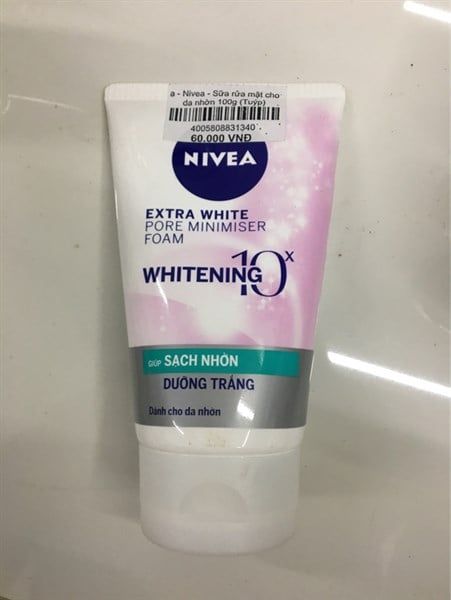 a - Nivea - Sữa rửa mặt cho
da nhờn 100g (Tuýp)
4005808831340
60.000 VNĐ
NIVEA
EXTRA WHITE
PORE MINIMISER
FOAM
WHITENING 10X
GIÚP SẠCH NHỜN
DƯỠNG TRẮNG
Dành cho da nhờn